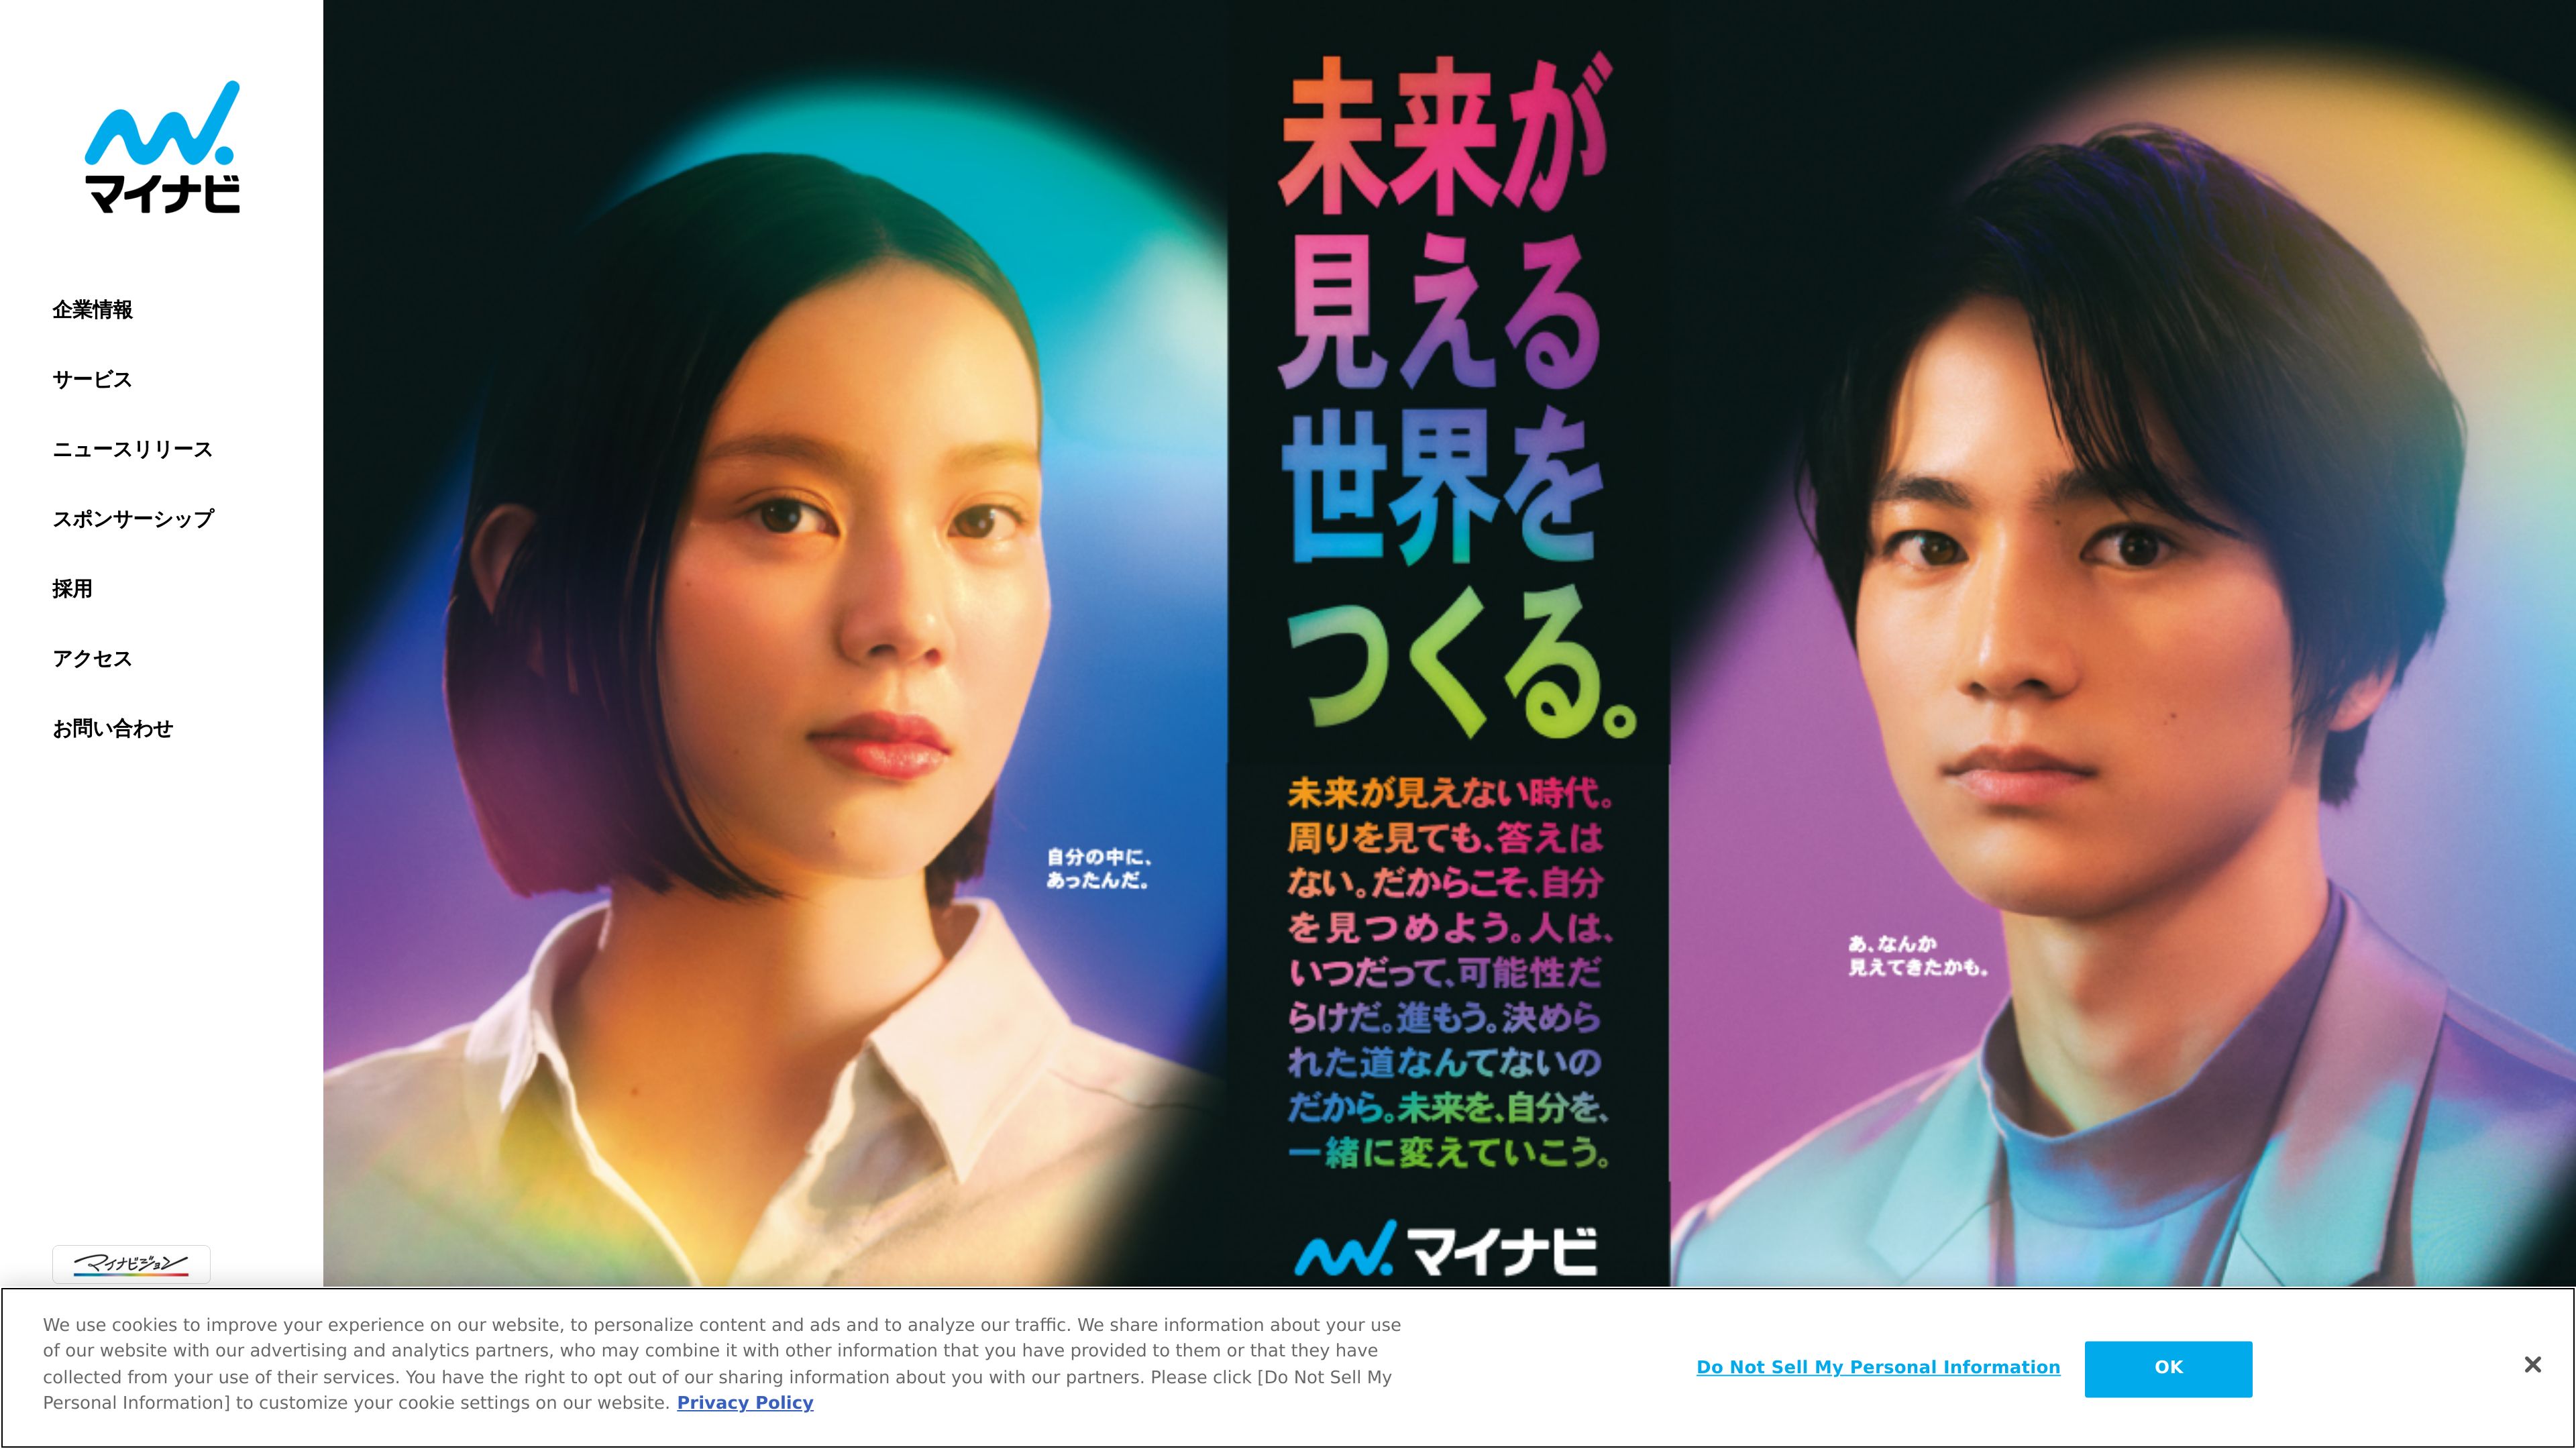 マイナビ
企業情報
サービス
ニュースリリース
スポンサーシップ
採用
アクセス
お問い合わせ
マイナビジョン
自分の中に、
あったんだ。
未来が
見える
世界を
つくる。
未来が見えない時代。
周りを見ても、答えは
ない。だからこそ、自分
を見つめよう。人は、
いつだって、可能性だ
らけだ。進もう。決めら
れた道なんてないの
だから。未来を、自分を、
一緒に変えていこう。
マイナビ
あ、なんか
見えてきたかも。
We use cookies to improve your experience on our website, to personalize content and ads and to analyze our traffic. We share information about your use
of our website with our advertising and analytics partners, who may combine it with other information that you have provided to them or that they have
collected from your use of their services. You have the right to opt out of our sharing information about you with our partners. Please click [Do Not Sell My
Personal Information] to customize your cookie settings on our website. Privacy Policy
Do Not Sell My Personal Information
OK